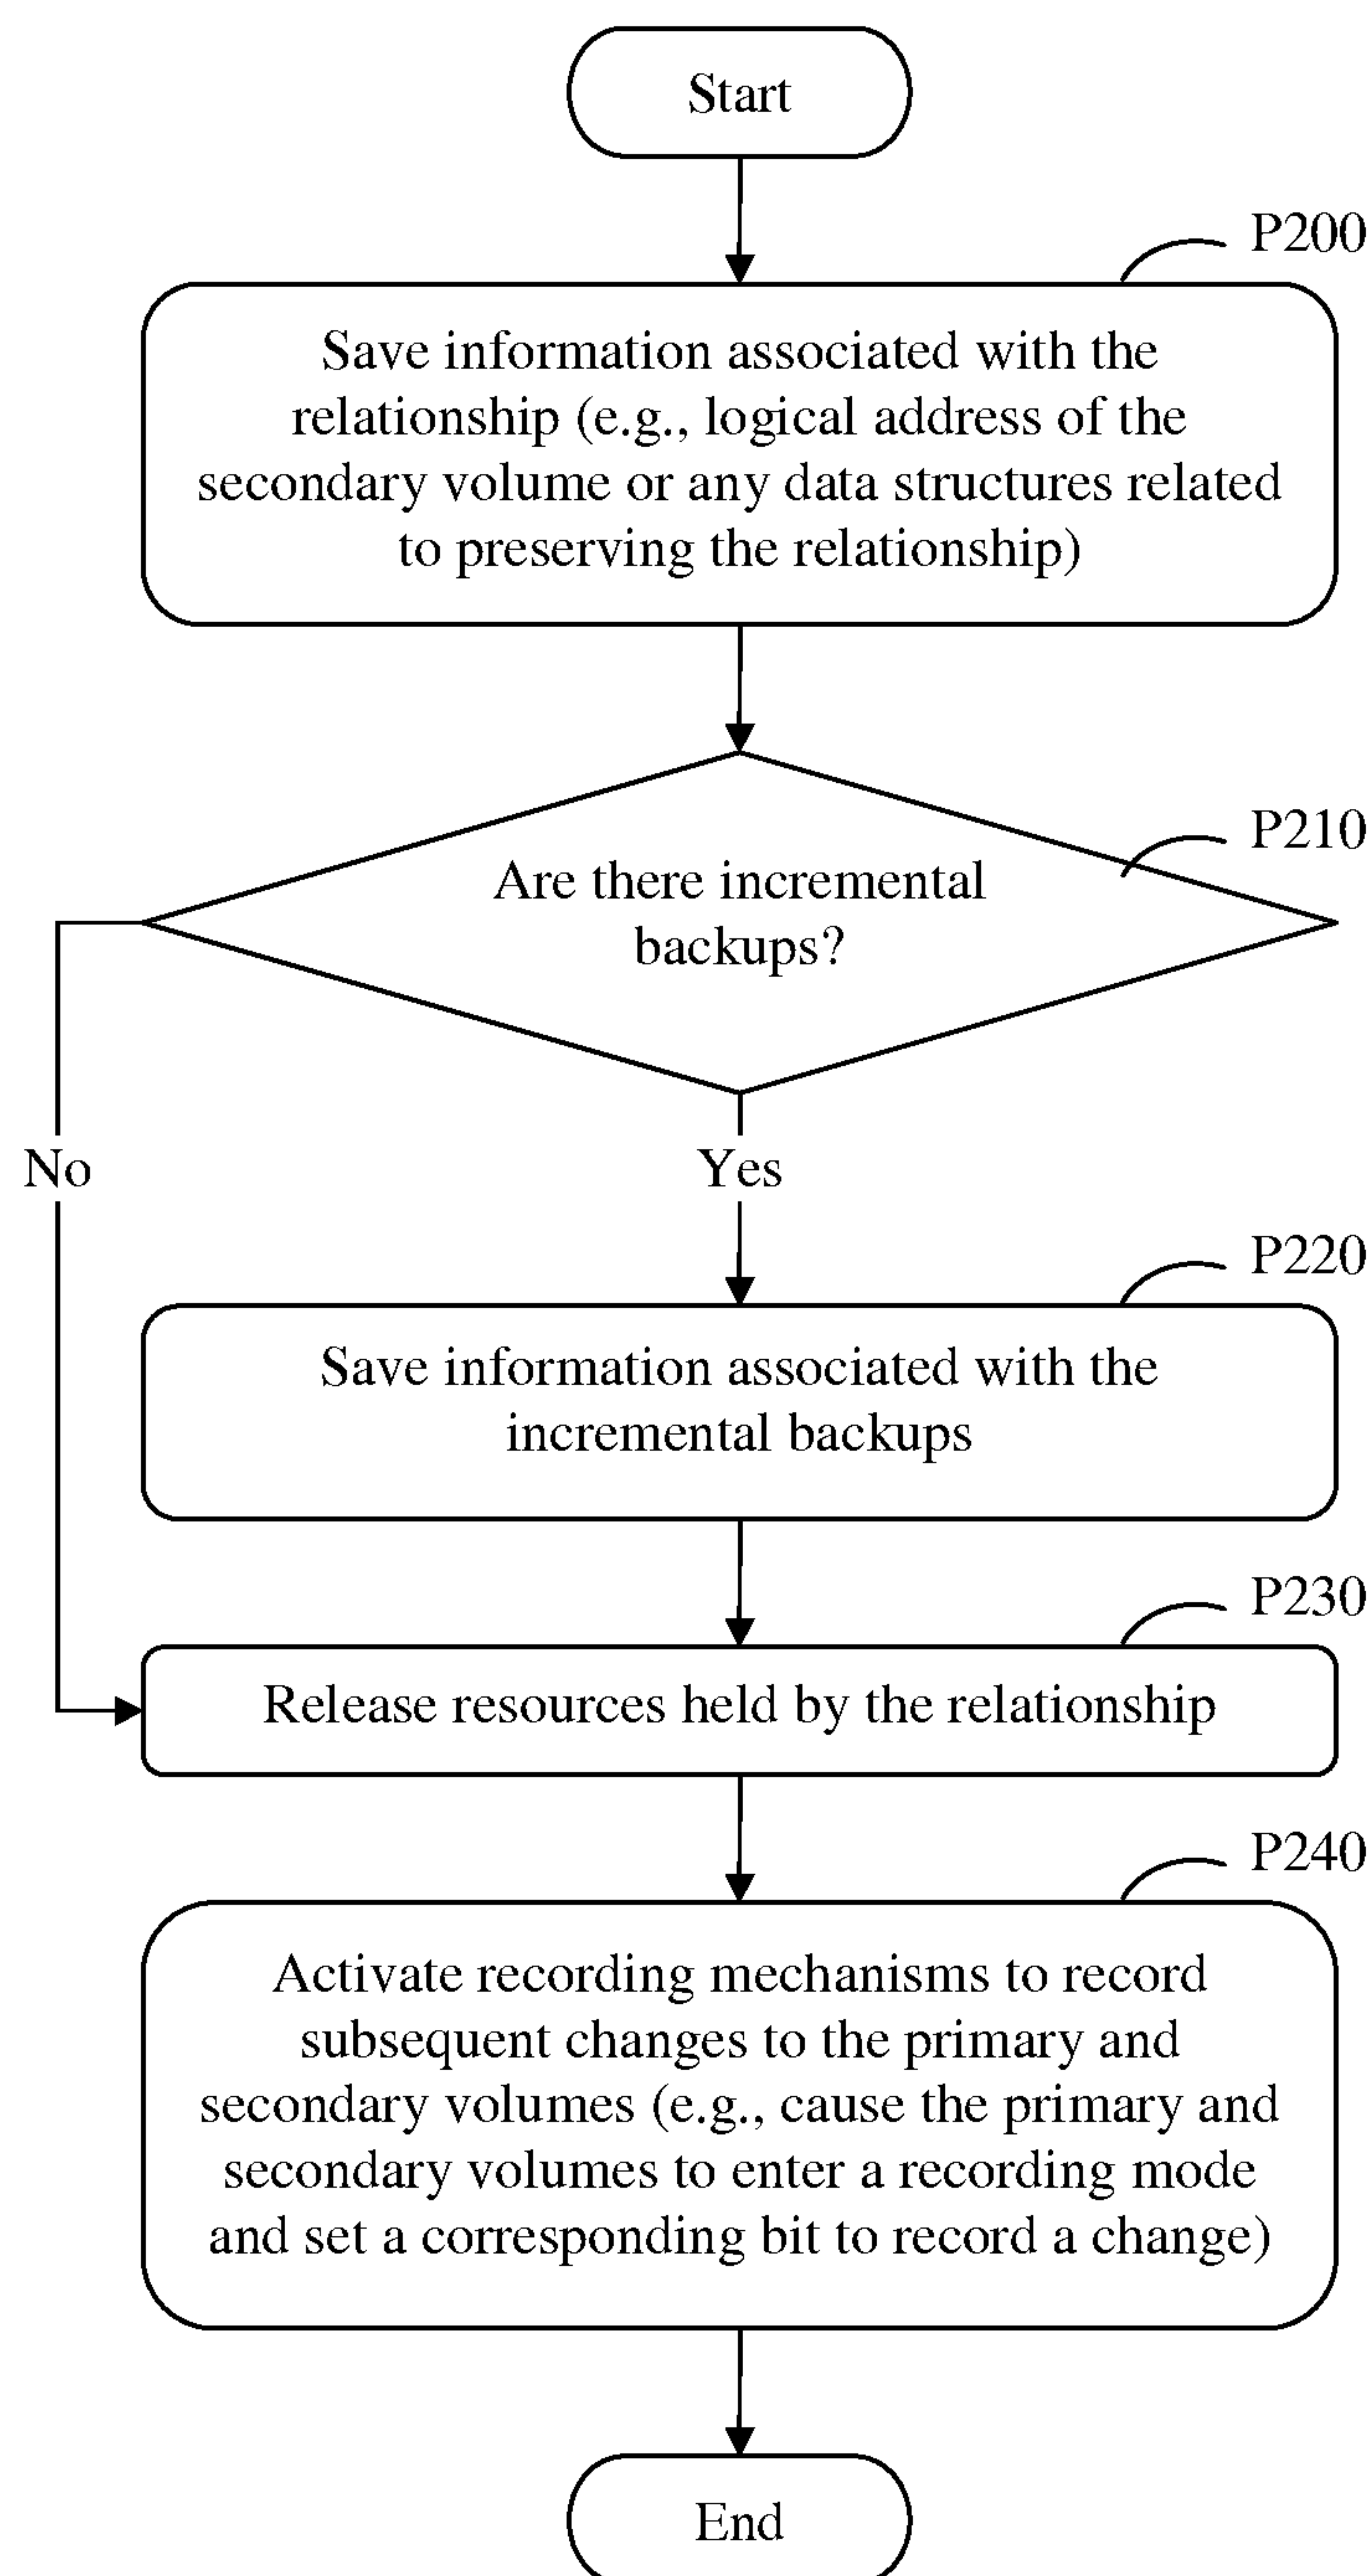 Start
P200
Save information associated with the
relationship (e.g., logical address of the
secondary volume or any data structures related
to preserving the relationship)
P210
Are there incremental
backups?
No
Yes
P220
Save information associated with the
incremental backups
P230
Release resources held by the relationship
P240
Activate recording mechanisms to record
subsequent changes to the primary and
secondary volumes (e.g., cause the primary and
secondary volumes to enter a recording mode
and set a corresponding bit to record a change)
End